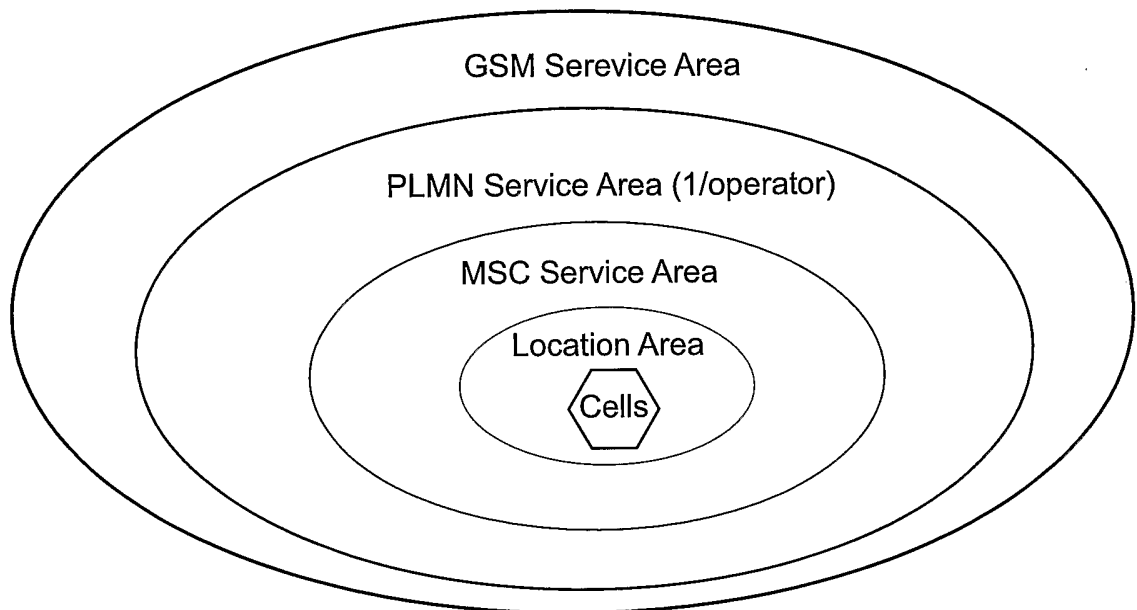 GSM Serevice Area
PLMN Service Area (1/operator)
MSC Service Area
Location Area
Cells